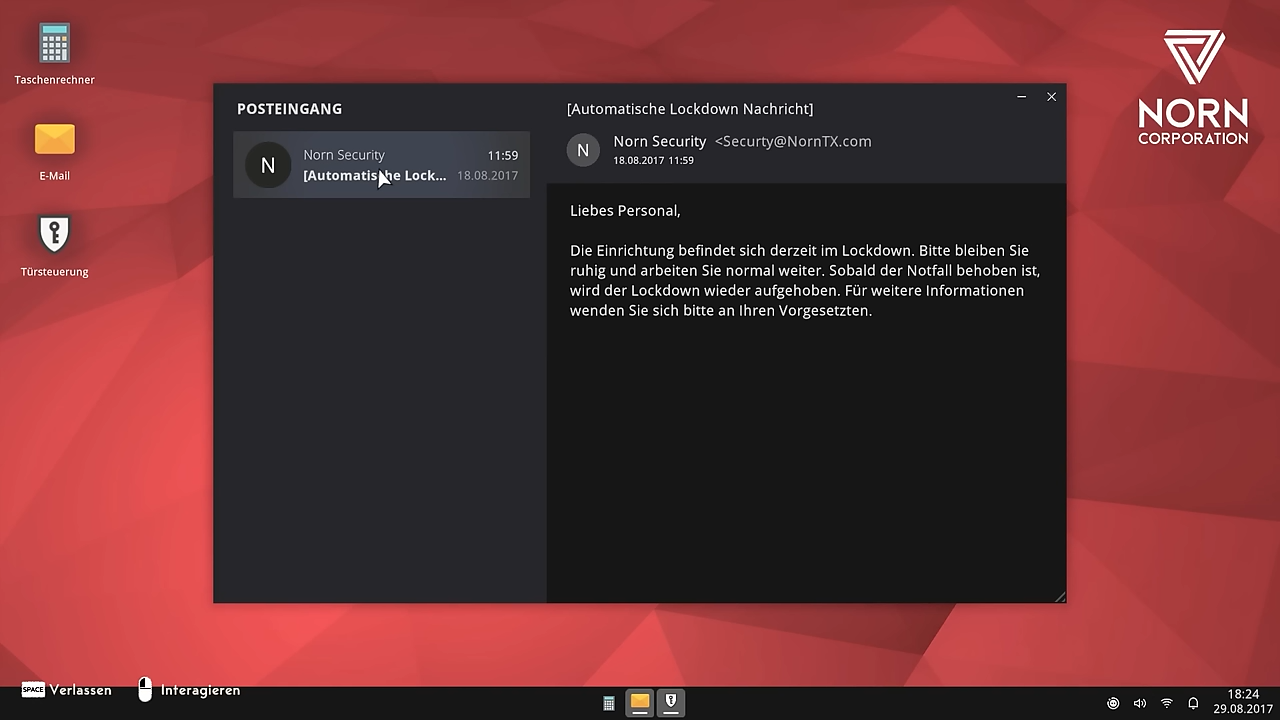 Taschenrechner
E-Mail
Türsteuerung
NORN
CORPORATION
POSTEINGANG
N
Norn Security
11:59
[Automatische Lock...
18.08.2017
[Automatische Lockdown Nachricht]
N
Norn Security <Securty@NornTX.com
18.08.2017 11:59
Liebes Personal,
Die Einrichtung befindet sich derzeit im Lockdown. Bitte bleiben Sie
ruhig und arbeiten Sie normal weiter. Sobald der Notfall behoben ist,
wird der Lockdown wieder aufgehoben. Für weitere Informationen
wenden Sie sich bitte an Ihren Vorgesetzten.
SPACE Verlassen
Interagieren
18:24
29.08.2017